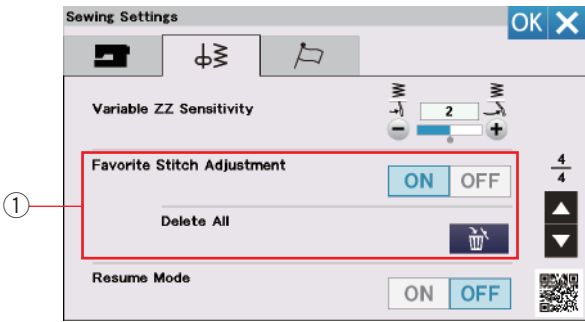 Sewing Settings
OK
Variable ZZ Sensitivity
2
Favorite Stitch Adjustment
ON OFF
4
4
①
Delete All
Resume Mode
ON OFF